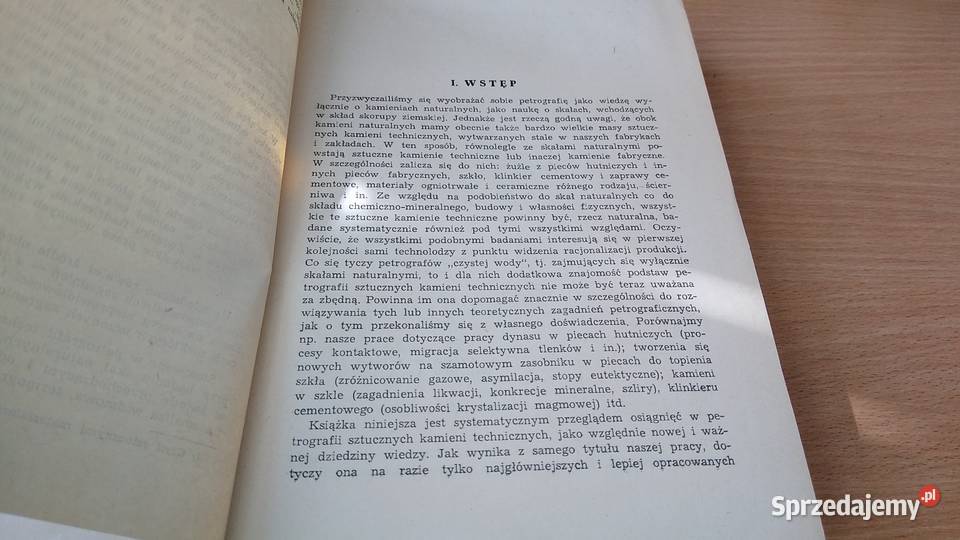 I. WSTĘP
Przyzwyczailiśmy się wyobrażać sobie petrografię jako wiedzę wy-
łącznie o kamieniach naturalnych, jako naukę o skałach, wchodzących
w skład skorupy ziemskiej. Jednakże jest rzeczą godną uwagi, że obok
kamieni naturalnych mamy obecnie także bardzo wielkie masy sztucz-
nych kamieni technicznych, wytwarzanych stale w naszych fabrykach
i zakładach. W ten sposób, równolegle ze skałami naturalnymi po-
wstają sztuczne kamienie techniczne lub inaczej kamienie fabryczne.
W szczególności zalicza się do nich: żużle z pieców hutniczych i in-
nych pieców fabrycznych, szkło, klinkier cementowy i zaprawy ce-
mentowe, materiały ogniotrwałe i ceramiczne różnego rodzaju, ścier-
niwa i in. Ze względu na podobieństwo do skał naturalnych co do
składu chemiczno-mineralnego, budowy i własności fizycznych, wszyst-
kie te sztuczne kamienie techniczne powinny być, rzecz naturalna, ba-
dane systematycznie również pod tymi wszystkimi względami. Oczy-
wiście, że wszystkimi podobnymi badaniami interesują się w pierwszej
kolejności sami technolodzy z punktu widzenia racjonalizacji produkcji.
Co się tyczy petrografów „czystej wody", tj. zajmujących się wyłącznie
skałami naturalnymi, to i dla nich dodatkowa znajomość podstaw pe-
trografii sztucznych kamieni technicznych nie może być teraz uważana
za zbędną. Powinna im ona dopomagać znacznie w szczególności do roz-
wiązywania tych lub innych teoretycznych zagadnień petrograficznych,
jak o tym przekonaliśmy się z własnego doświadczenia. Porównajmy
np. nasze prace dotyczące pracy dynasu w piecach hutniczych (pro-
cesy kontaktowe, migracja selektywna tlenków i in.); tworzenia się
nowych wytworów na szamotowym zasobniku w piecach do topienia
szkła (zróżnicowanie gazowe, asymilacja, stopy eutektyczne); kamieni
w szkle (zagadnienia likwacji, konkrecje mineralne, szliry), klinkieru
cementowego (osobliwości krystalizacji magmowej) itd.
Książka niniejsza jest systematycznym przeglądem osiągnięć w pe-
trografii sztucznych kamieni technicznych, jako względnie nowej i waż-
nej dziedziny wiedzy. Jak wynika z samego tytułu naszej pracy, do-
tyczy ona na razie tylko najgłówniejszych i lepiej opracowanych
Sprzedajemy.pl